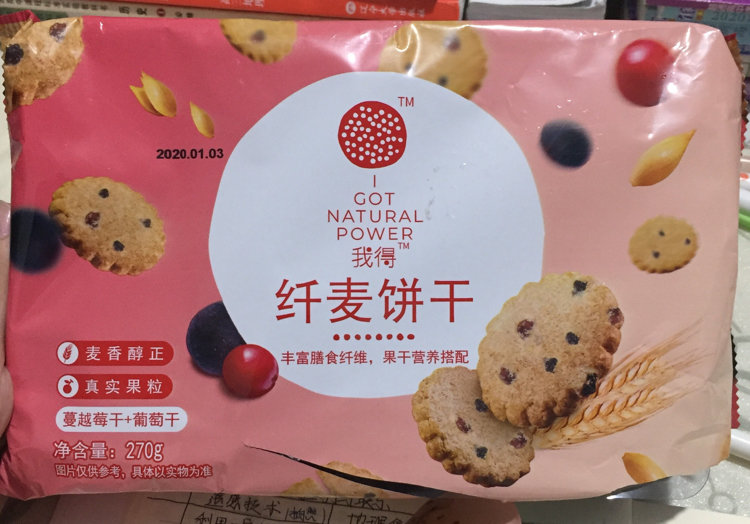 2020.01.03
TM
I
GOT
NATURAL
POWER
我得TM
纤麦饼干
丰富膳食纤维，果干营养搭配
麦香醇正
真实果粒
蔓越莓干+葡萄干
净含量：270g
图片仅供参考，具体以实物为准